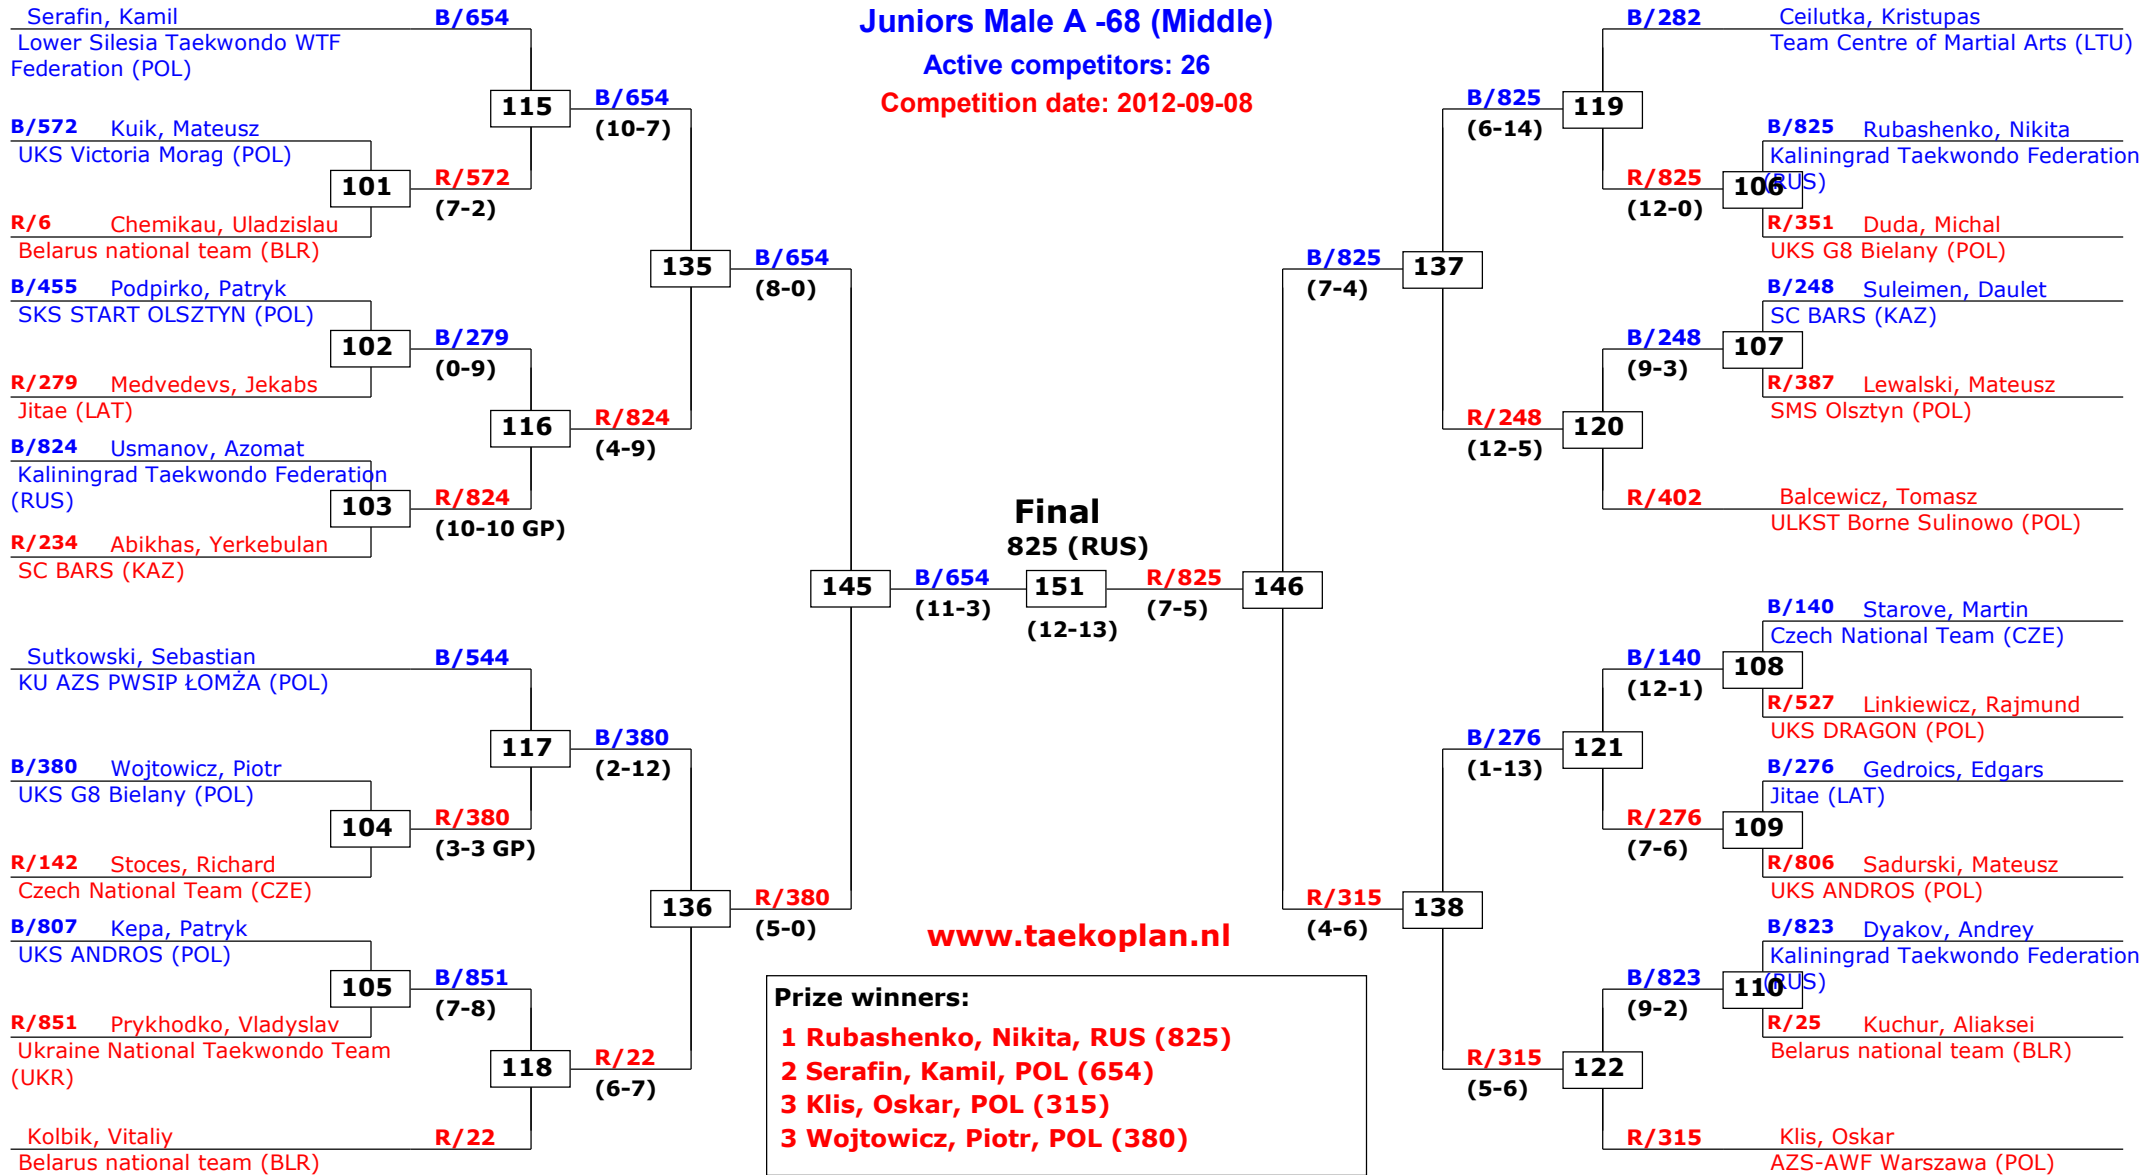 Juniors Male A -68 (Middle)
Active competitors: 26
Competition date: 2012-09-08
Serafin, Kamil
B/654
Lower Silesia Taekwondo WTF
Federation (POL)
115
B/654
(10-7)
B/572 Kuik, Mateusz
UKS Victoria Morag (POL)
101
R/572
(7-2)
R/6 Chemikau, Uladzislau
Belarus national team (BLR)
135
B/654
(8-0)
B/455 Podpirko, Patryk
SKS START OLSZTYN (POL)
102
B/279
(0-9)
R/279 Medvedevs, Jekabs
Jitae (LAT)
116
R/824
(4-9)
B/824 Usmanov, Azomat
Kaliningrad Taekwondo Federation
(RUS)
103
R/824
(10-10 GP)
R/234 Abikhas, Yerkebulan
SC BARS (KAZ)
145
B/654
(11-3)
Sutkowski, Sebastian
B/544
KU AZS PWSIP ŁOMŻA (POL)
117
B/380
(2-12)
B/380 Wojtowicz, Piotr
UKS G8 Bielany (POL)
104
R/380
(3-3 GP)
R/142 Stoces, Richard
Czech National Team (CZE)
136
R/380
(5-0)
B/807 Kepa, Patryk
UKS ANDROS (POL)
105
B/851
(7-8)
R/851 Prykhodko, Vladyslav
Ukraine National Taekwondo Team
(UKR)
118
R/22
(6-7)
Kolbik, Vitaliy
R/22
Belarus national team (BLR)
Final
825 (RUS)
151
(12-13)
R/825
(7-5)
146
B/282
Ceilutka, Kristupas
Team Centre of Martial Arts (LTU)
B/825
(6-14)
119
B/825 Rubashenko, Nikita
Kaliningrad Taekwondo Federation
(RUS)
R/825
(12-0)
106
R/351 Duda, Michal
UKS G8 Bielany (POL)
B/825
(7-4)
137
B/248 Suleimen, Daulet
SC BARS (KAZ)
B/248
(9-3)
107
R/387 Lewalski, Mateusz
SMS Olsztyn (POL)
R/248
(12-5)
120
R/402
Balcewicz, Tomasz
ULKST Borne Sulinowo (POL)
B/140 Starove, Martin
Czech National Team (CZE)
B/140
(12-1)
108
R/527 Linkiewicz, Rajmund
UKS DRAGON (POL)
B/276
(1-13)
121
B/276 Gedroics, Edgars
Jitae (LAT)
R/276
(7-6)
109
R/806 Sadurski, Mateusz
UKS ANDROS (POL)
R/315
(4-6)
138
B/823 Dyakov, Andrey
Kaliningrad Taekwondo Federation
(RUS)
B/823
(9-2)
110
R/25 Kuchur, Aliaksei
Belarus national team (BLR)
R/315
(5-6)
122
R/315
Klis, Oskar
AZS-AWF Warszawa (POL)
www.taekoplan.nl
Prize winners:
1 Rubashenko, Nikita, RUS (825)
2 Serafin, Kamil, POL (654)
3 Klis, Oskar, POL (315)
3 Wojtowicz, Piotr, POL (380)